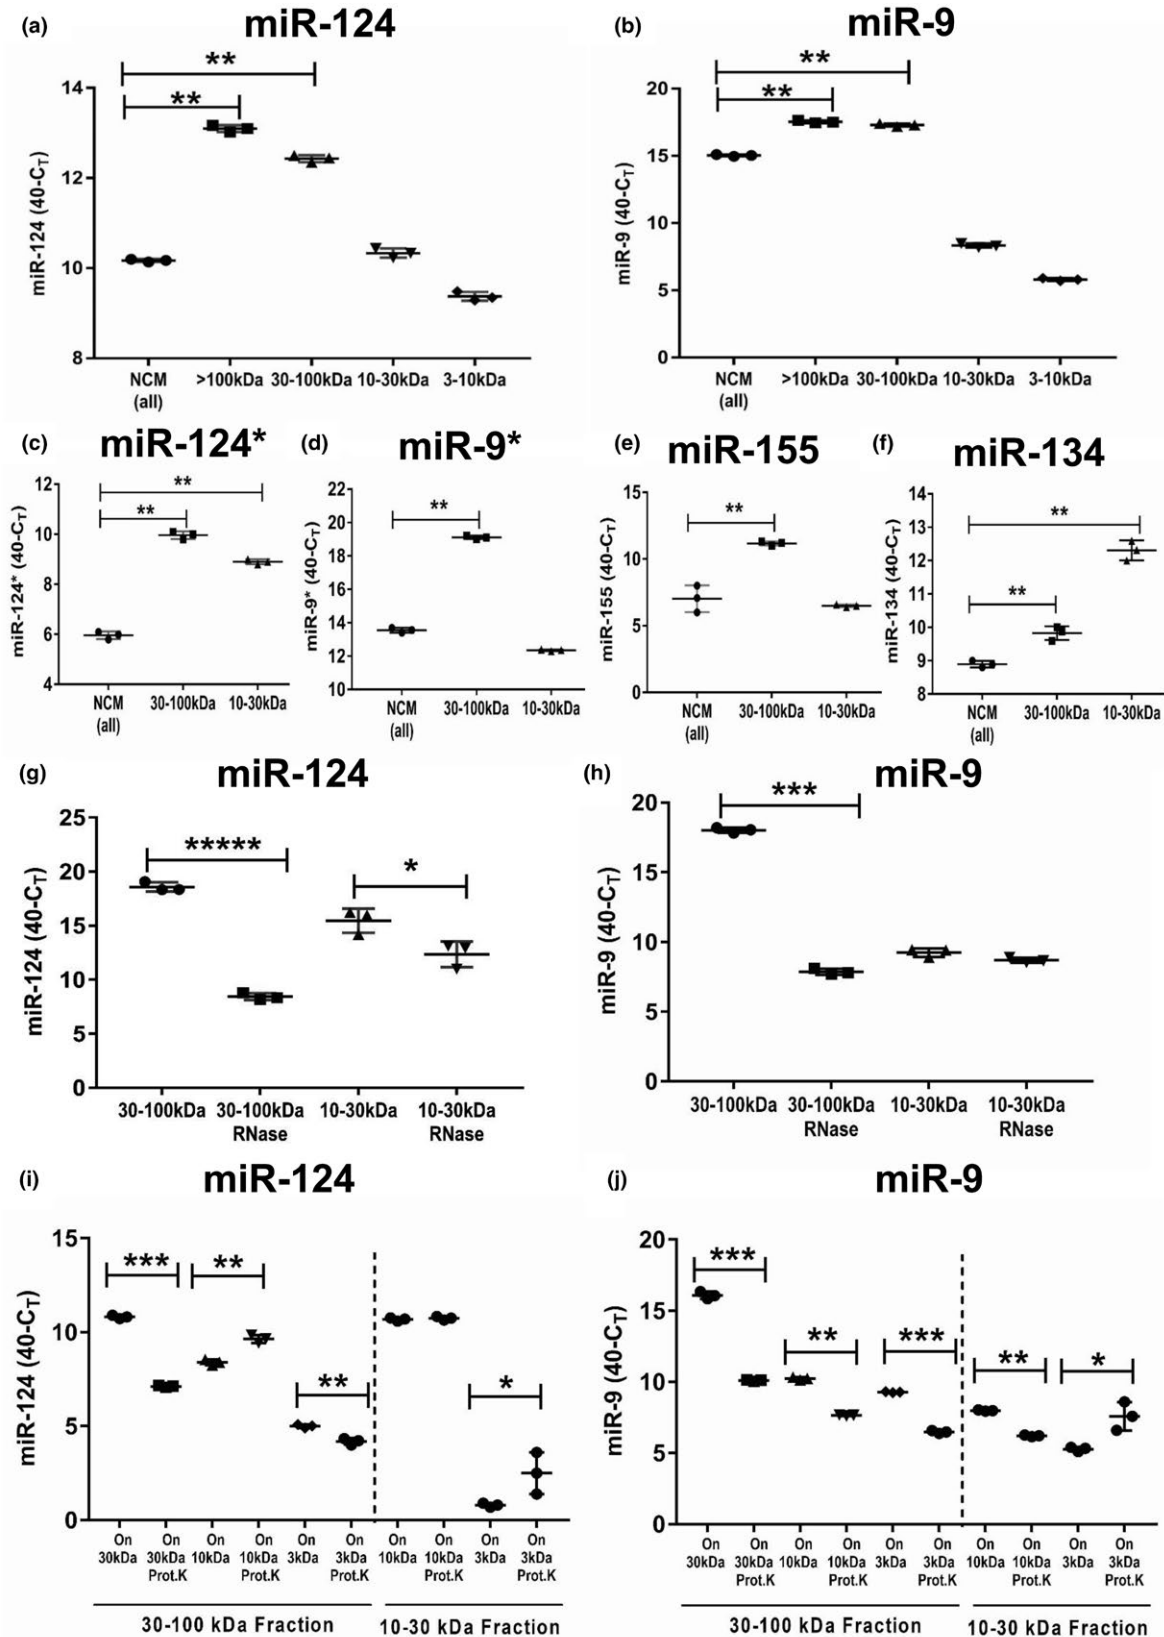 (a) miR-124
miR-124 (40-CT)
14
12
10
8
** **
NCM (all) >100kDa 30-100kDa 10-30kDa 3-10kDa
(b) miR-9
miR-9 (40-CT)
20
15
10
5
0
** **
NCM (all) >100kDa 30-100kDa 10-30kDa 3-10kDa
(c) miR-124*
miR-124* (40-CT)
12
10
8
6
4
** **
NCM (all) 30-100kDa 10-30kDa
(d) miR-9*
miR-9* (40-CT)
22
20
18
16
14
12
10
**
NCM (all) 30-100kDa 10-30kDa
(e) miR-155
miR-155 (40-CT)
15
10
5
0
**
NCM (all) 30-100kDa 10-30kDa
(f) miR-134
miR-134 (40-CT)
14
13
12
11
10
9
8
** **
NCM (all) 30-100kDa 10-30kDa
(g) miR-124
miR-124 (40-CT)
25
20
15
10
5
0
***** *
30-100kDa 30-100kDa RNase 10-30kDa 10-30kDa RNase
(h) miR-9
miR-9 (40-CT)
20
15
10
5
0
***
30-100kDa 30-100kDa RNase 10-30kDa 10-30kDa RNase
(i) miR-124
miR-124 (40-CT)
15
10
5
0
*** ** ** *
On 30kDa On 30kDa Prot.K On 10kDa On 10kDa Prot.K On 3kDa On 3kDa Prot.K On 10kDa On 10kDa Prot.K On 3kDa On 3kDa Prot.K
30-100 kDa Fraction 10-30 kDa Fraction
(j) miR-9
miR-9 (40-CT)
20
15
10
5
0
*** ** *** ** *
On 30kDa On 30kDa Prot.K On 10kDa On 10kDa Prot.K On 3kDa On 3kDa Prot.K On 10kDa On 10kDa Prot.K On 3kDa On 3kDa Prot.K
30-100 kDa Fraction 10-30 kDa Fraction